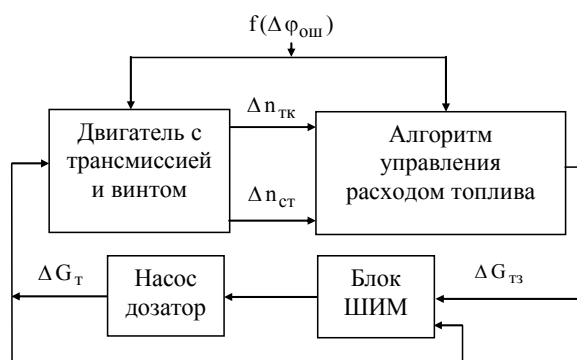 f(Δφош)
Δnтк
Двигатель с
трансмиссией
и винтом
Алгоритм
управления
расходом топлива
Δnст
ΔGт
Насос
дозатор
Блок
ШИМ
ΔGтз